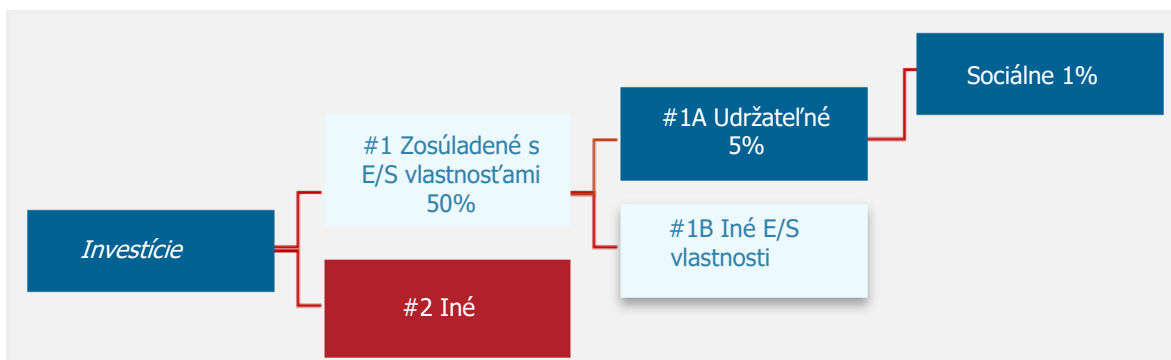 Investície
#1 Zosúladené s
E/S vlastnosťami
50%
#2 Iné
#1A Udržateľné
5%
#1B Iné E/S
vlastnosti
Sociálne 1%